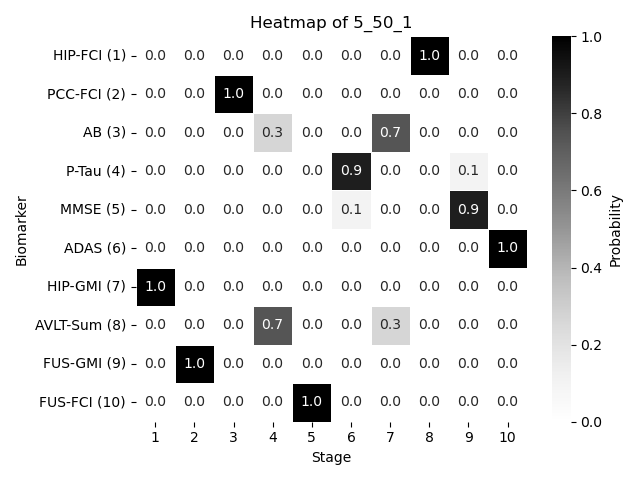 Heatmap of 5_50_1
Biomarker
HIP-FCI (1) 0.0 0.0 0.0 0.0 0.0 0.0 0.0 1.0 0.0 0.0
PCC-FCI (2) 0.0 0.0 1.0 0.0 0.0 0.0 0.0 0.0 0.0 0.0
AB (3) 0.0 0.0 0.0 0.3 0.0 0.0 0.7 0.0 0.0 0.0
P-Tau (4) 0.0 0.0 0.0 0.0 0.0 0.9 0.0 0.0 0.1 0.0
MMSE (5) 0.0 0.0 0.0 0.0 0.0 0.1 0.0 0.0 0.9 0.0
ADAS (6) 0.0 0.0 0.0 0.0 0.0 0.0 0.0 0.0 0.0 1.0
HIP-GMI (7) 1.0 0.0 0.0 0.0 0.0 0.0 0.0 0.0 0.0 0.0
AVLT-Sum (8) 0.0 0.0 0.0 0.7 0.0 0.0 0.3 0.0 0.0 0.0
FUS-GMI (9) 0.0 1.0 0.0 0.0 0.0 0.0 0.0 0.0 0.0 0.0
FUS-FCI (10) 0.0 0.0 0.0 0.0 1.0 0.0 0.0 0.0 0.0 0.0
1 2 3 4 5 6 7 8 9 10
Stage
1.0
0.8
0.6
0.4
0.2
0.0
Probability